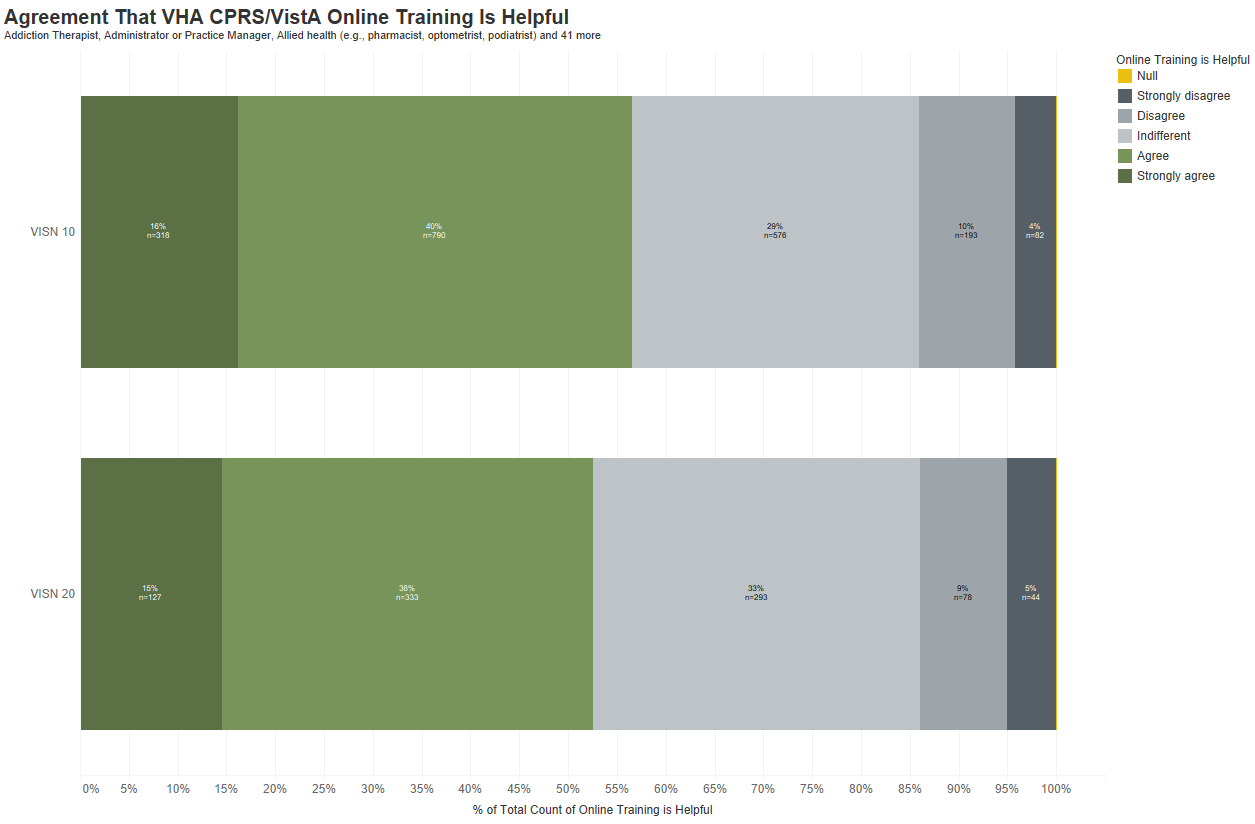 Agreement That VHA CPRS/VistA Online Training Is Helpful
Addiction Therapist, Administrator or Practice Manager, Allied health (e.g., pharmacist, optometrist, podiatrist) and 41 more
Online Training is Helpful
Null
Strongly disagree
Disagree
Indifferent
Agree
Strongly agree
VISN 10
16%
n=318
40%
n=790
29%
n=576
10%
n=193
4%
n=82
VISN 20
15%
n=127
38%
n=333
33%
n=293
9%
n=78
5%
n=44
0% 5% 10% 15% 20% 25% 30% 35% 40% 45% 50% 55% 60% 65% 70% 75% 80% 85% 90% 95% 100%
% of Total Count of Online Training is Helpful